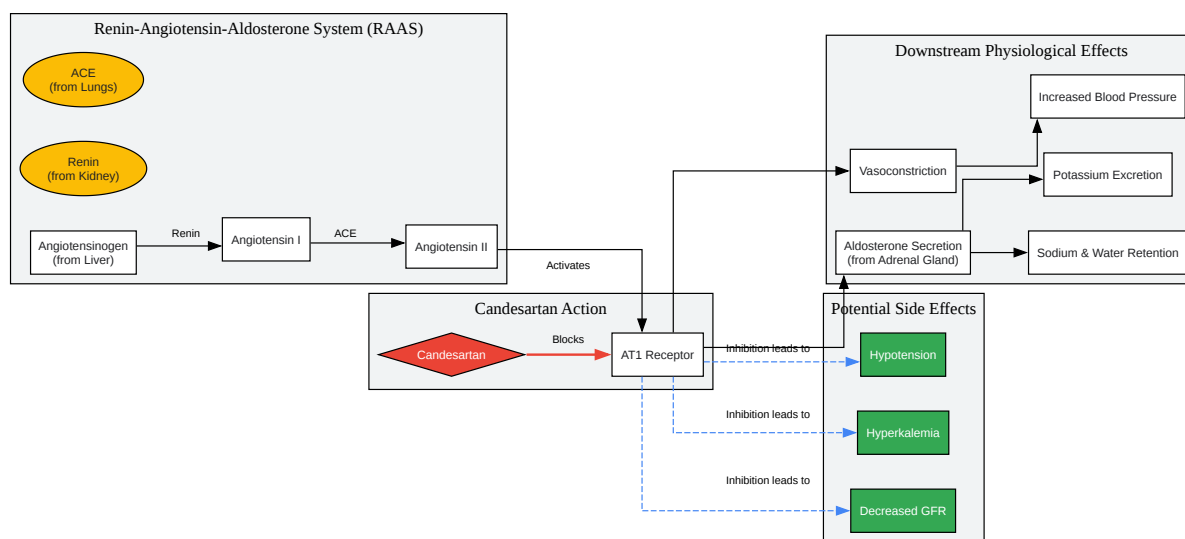 Renin-Angiotensin-Aldosterone System (RAAS)
ACE
(from Lungs)
Renin
(from Kidney)
Angiotensinogen
(from Liver)
Renin
Angiotensin I
ACE
Angiotensin II
Activates
Candesartan Action
Candesartan
Blocks
AT1 Receptor
Downstream Physiological Effects
Increased Blood Pressure
Vasoconstriction
Potassium Excretion
Aldosterone Secretion
(from Adrenal Gland)
Sodium & Water Retention
Potential Side Effects
Inhibition leads to
Hypotension
Inhibition leads to
Hyperkalemia
Inhibition leads to
Decreased GFR